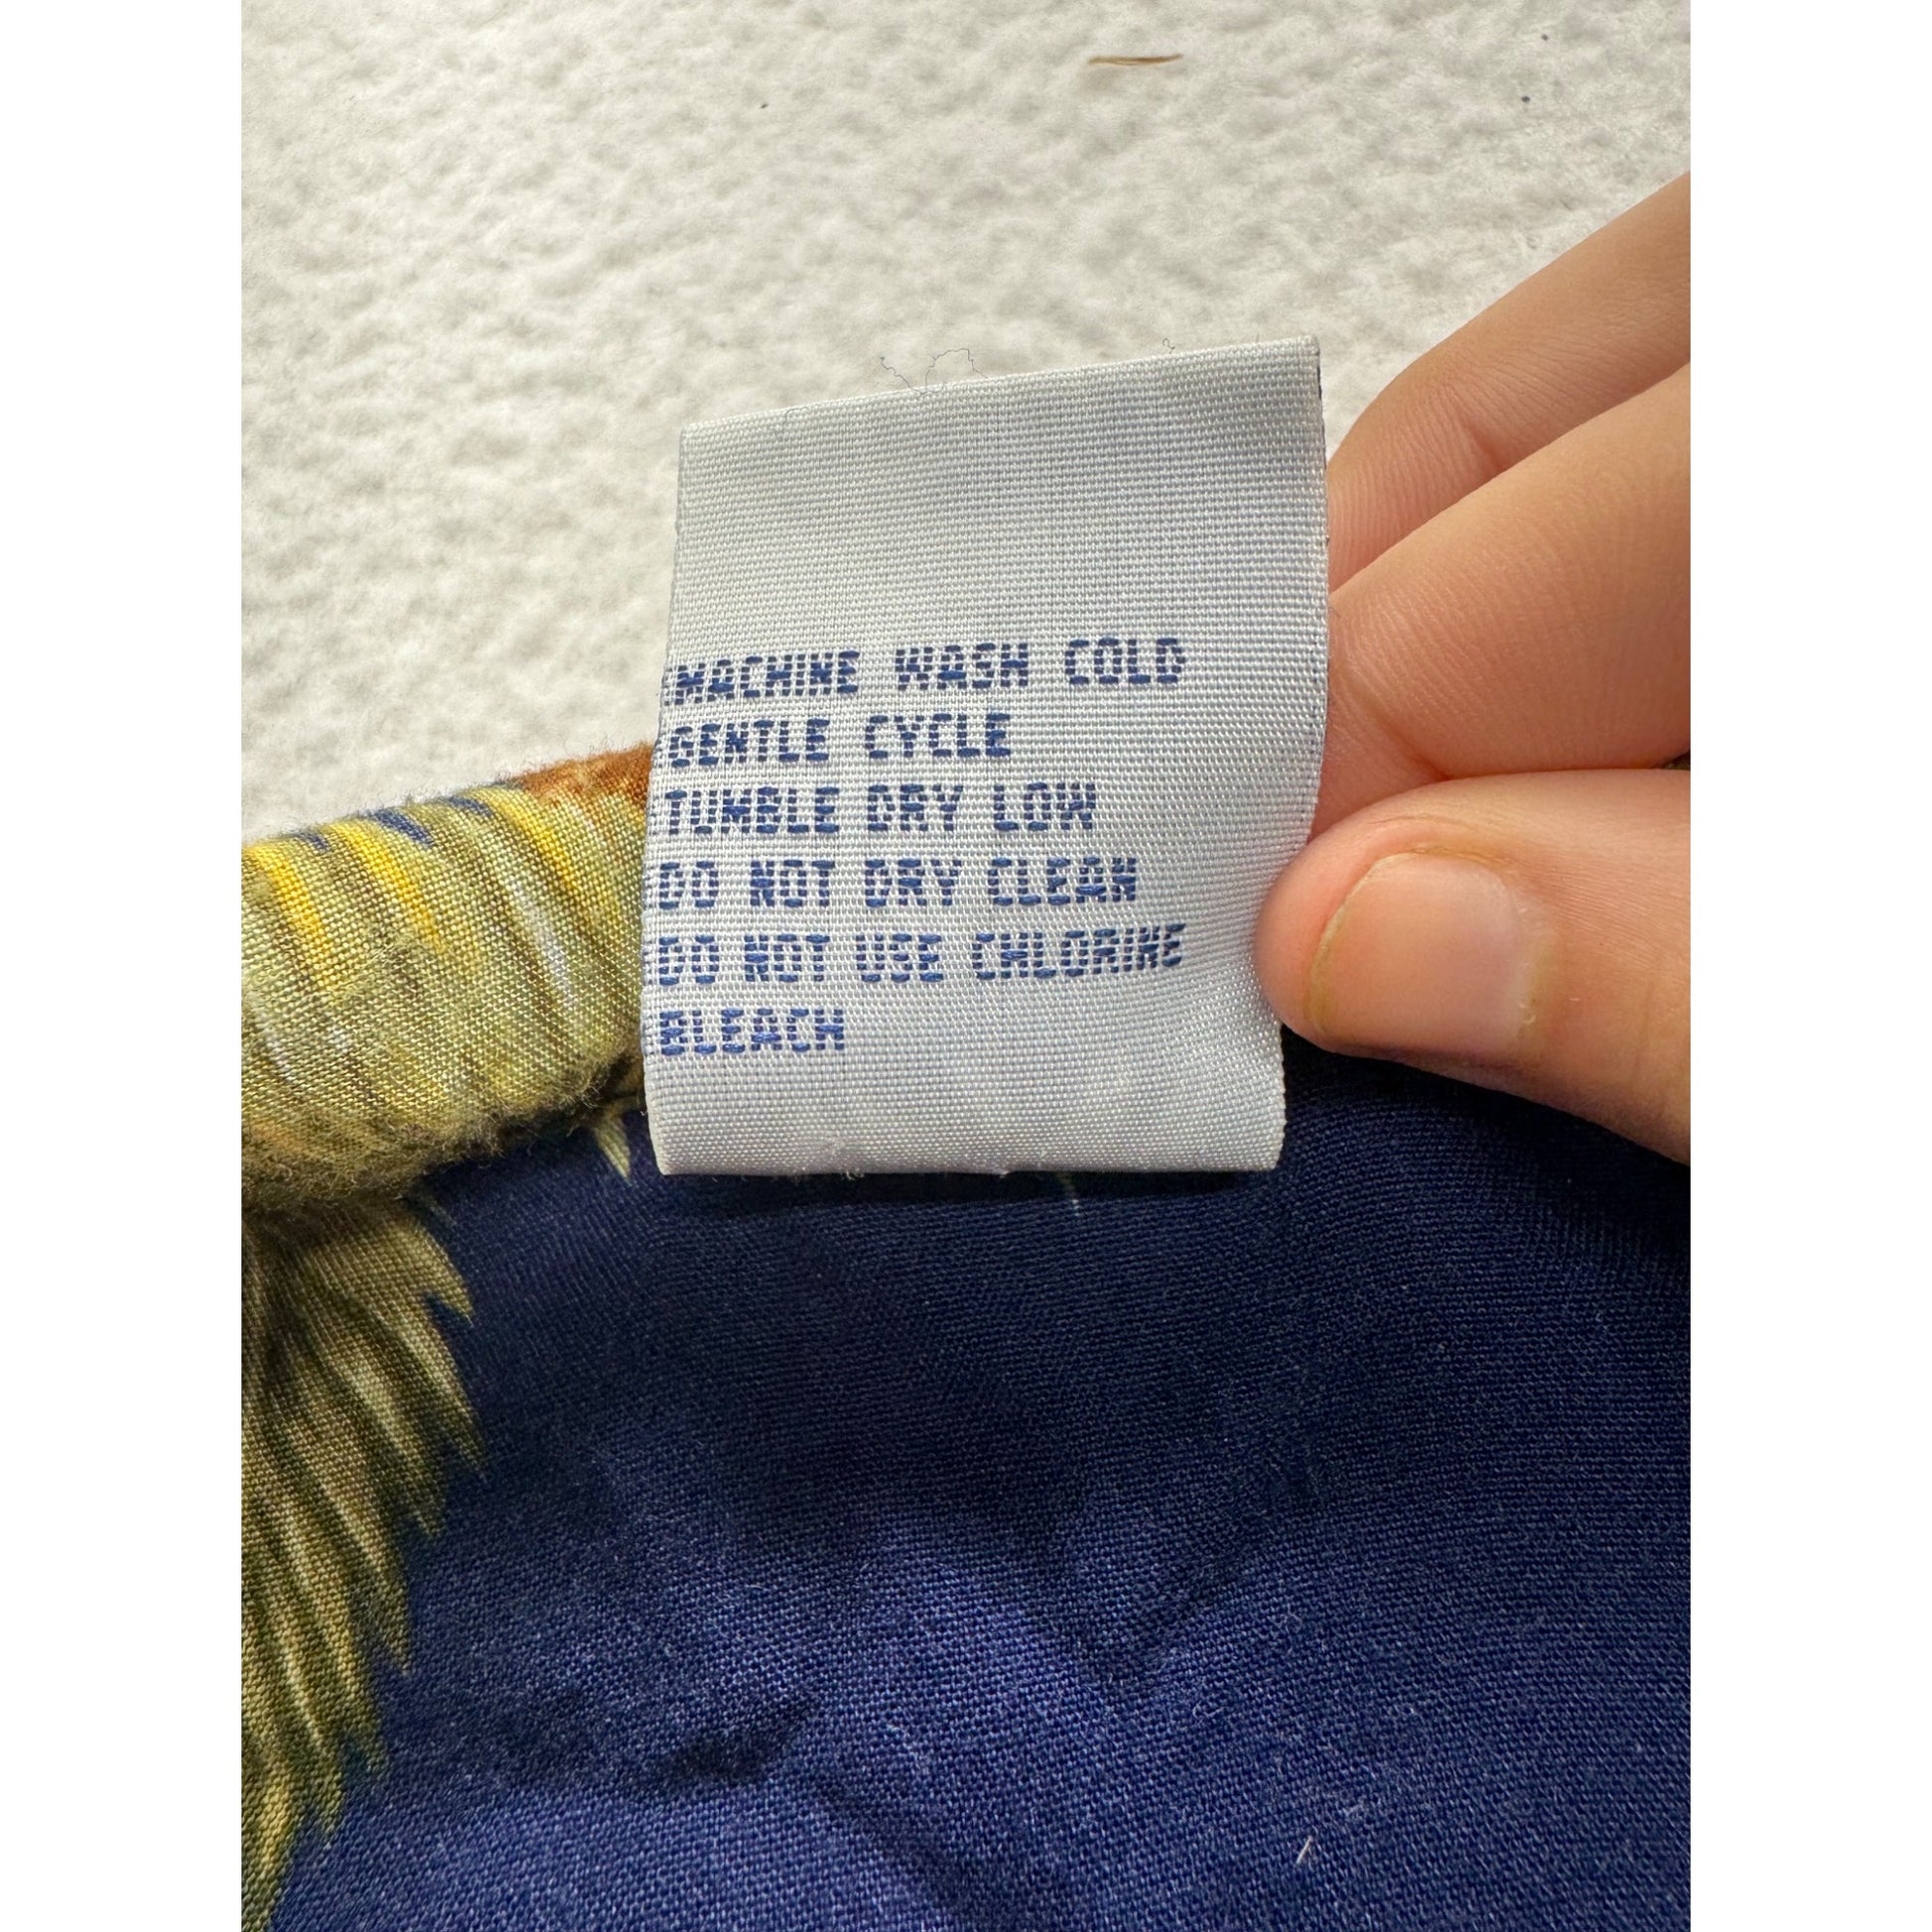 MACHINE WASH COLD
GENTLE CYCLE
TUMBLE DRY LOW
DO NOT DRY CLEAN
DO NOT USE CHLORINE
BLEACH